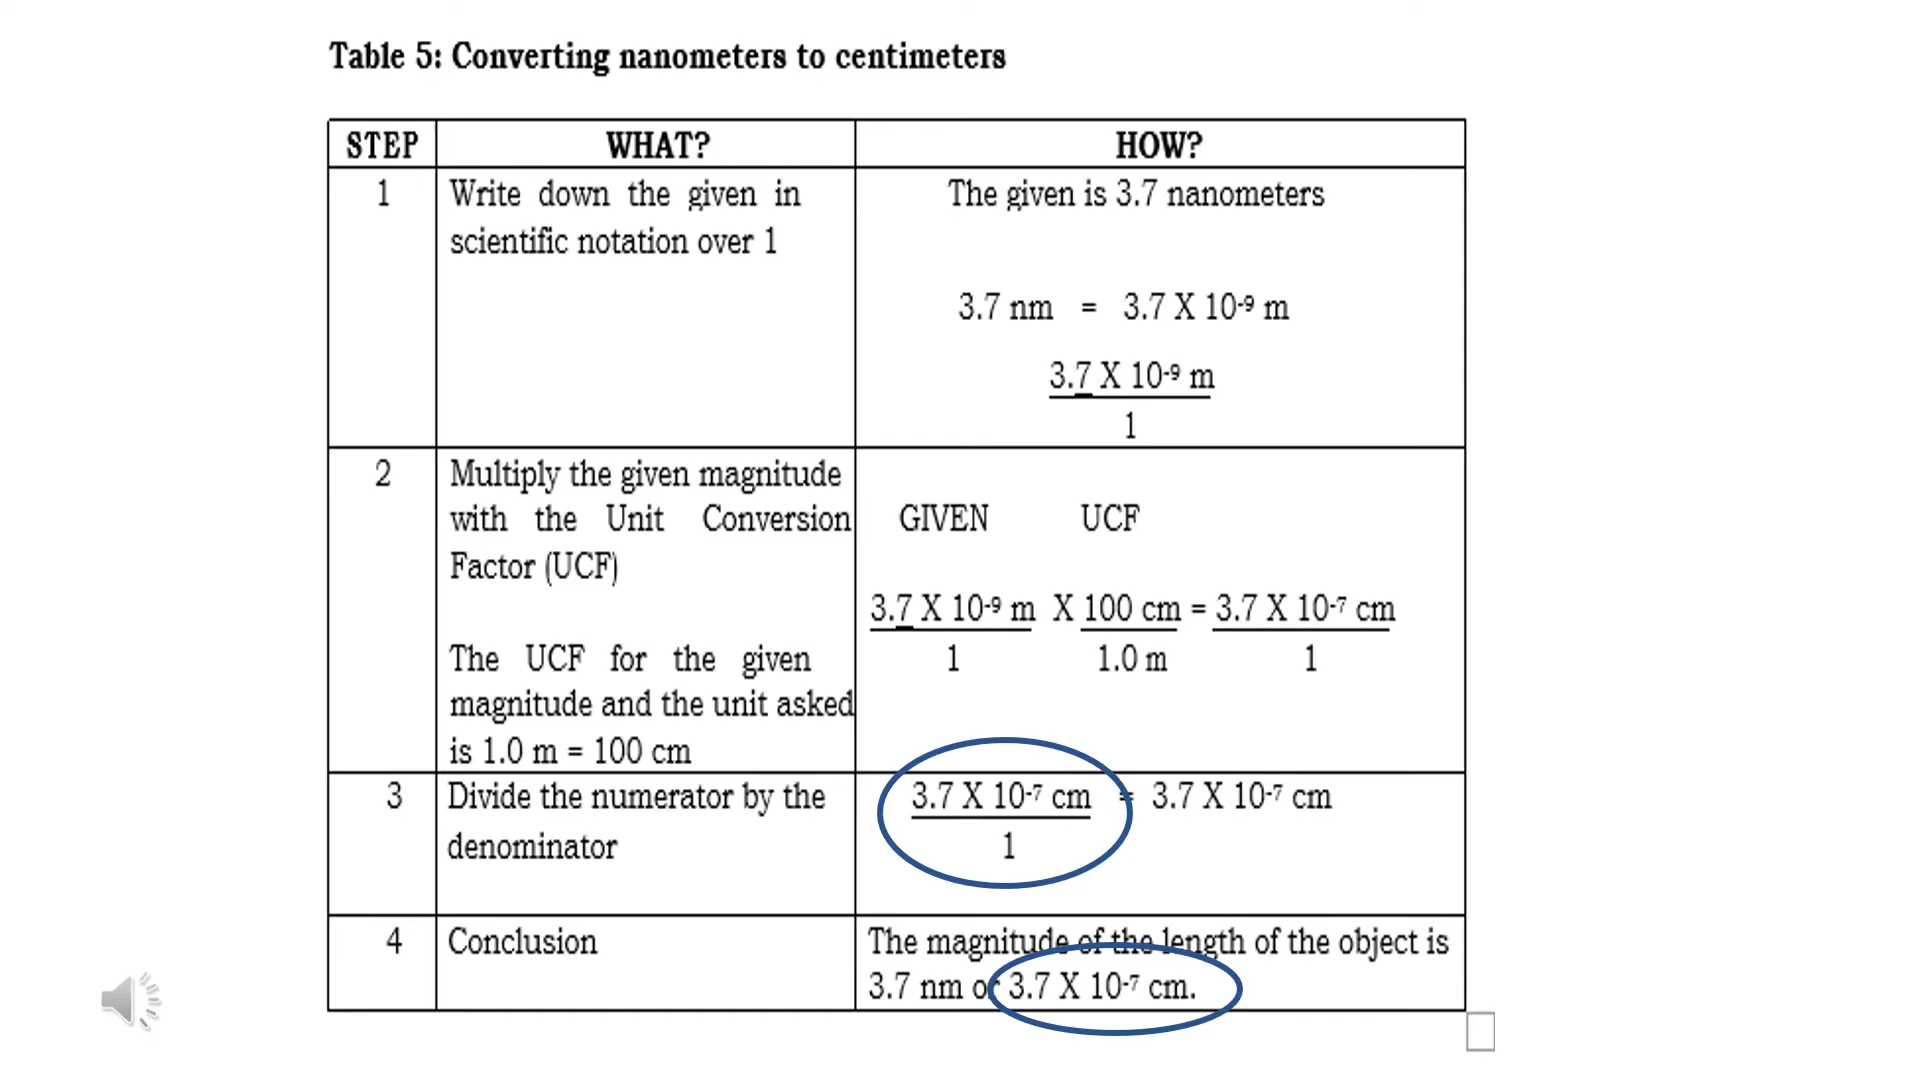 Table 5: Converting nanometers to centimeters
STEP WHAT? HOW?
1 Write down the given in The given is 3.7 nanometers
scientific notation over 1
3.7 nm = 3.7 X 10-9 m
3.7 X 10-9 m
1
2 Multiply the given magnitude
with the Unit Conversion GIVEN UCF
Factor (UCF)
3.7 X 10-9 m X 100 cm = 3.7 X 10-7 cm
The UCF for the given 1 1.0 m 1
magnitude and the unit asked
is 1.0 m = 100 cm
3 Divide the numerator by the 3.7 X 10-7 cm = 3.7 X 10-7 cm
denominator 1
4 Conclusion The magnitude of the length of the object is
3.7 nm or 3.7 X 10-7 cm.